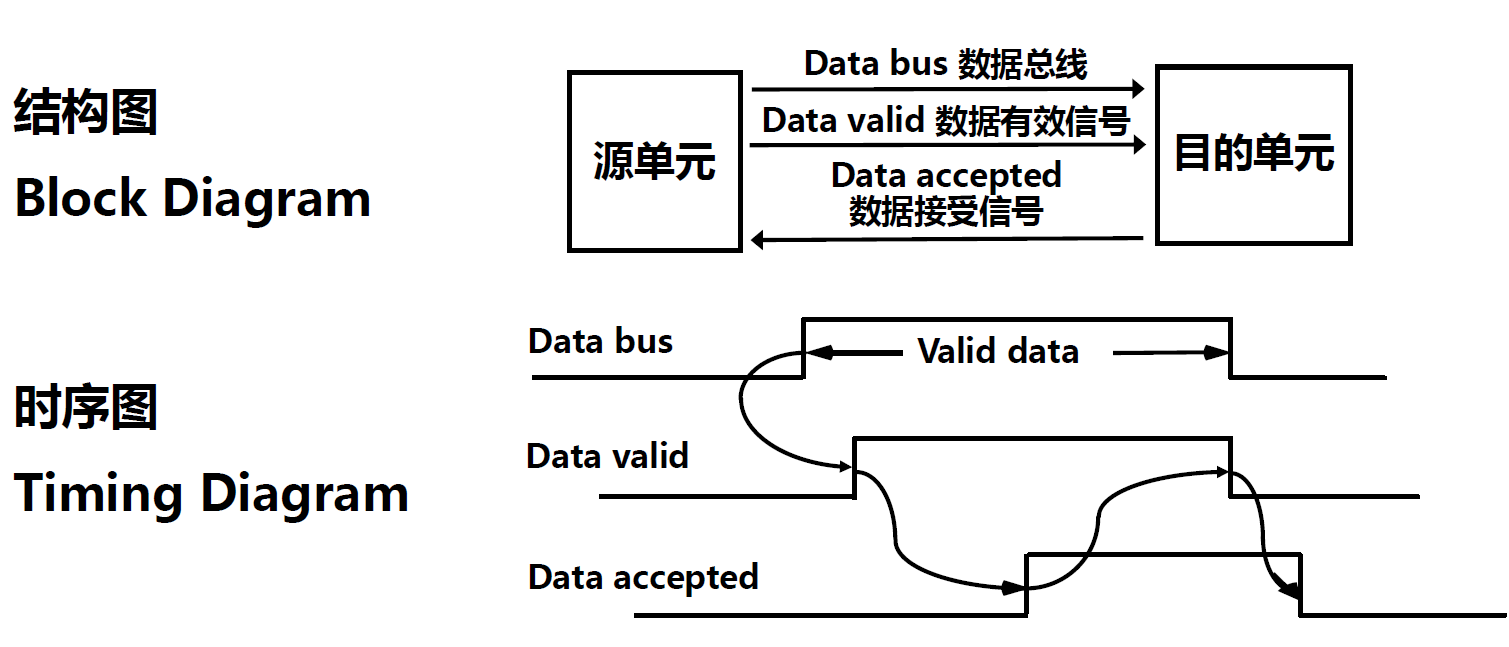 结构图
Block Diagram
源单元
Data bus 数据总线
Data valid 数据有效信号
Data accepted
数据接受信号
目的单元
时序图
Timing Diagram
Data bus
Valid data
Data valid
Data accepted